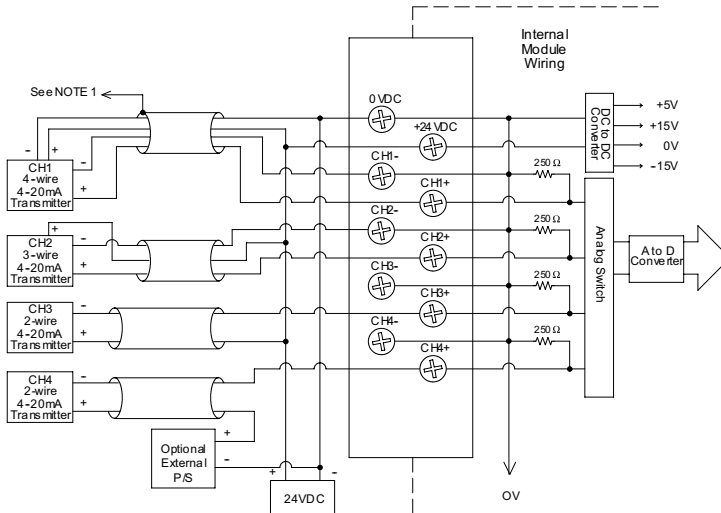 Internal
Module
Wiring
See NOTE 1
0 VDC
+24 VDC
DC to DC
Converter
+5V
+15V
0V
-15V
-
+
-
+
CH1
4-wire
4-20mA
Transmitter
CH1-
250 Ω
CH1+
+
-
+
CH2
3-wire
4-20mA
Transmitter
CH2-
250 Ω
CH2+
Analog Switch
A to D
Converter
CH3
2-wire
4-20mA
Transmitter
-
+
CH3-
250 Ω
CH3+
CH4-
250 Ω
CH4+
CH4
2-wire
4-20mA
Transmitter
-
+
Optional
External
P/S
+
-
+
-
24VDC
0V